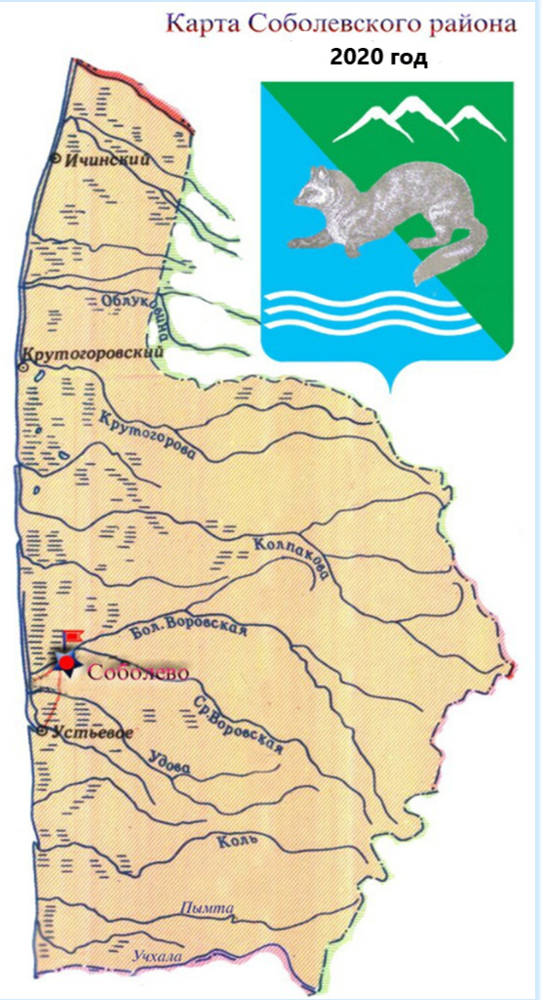 Карта Соболевского района
2020 год
Ичинский
Облуковина
Крутогоровский
Крутогорова
Колпакова
Бол. Воровская
Соболево
Ср.Воровская
Устьевое
Удова
Коль
Пымта
Учхала